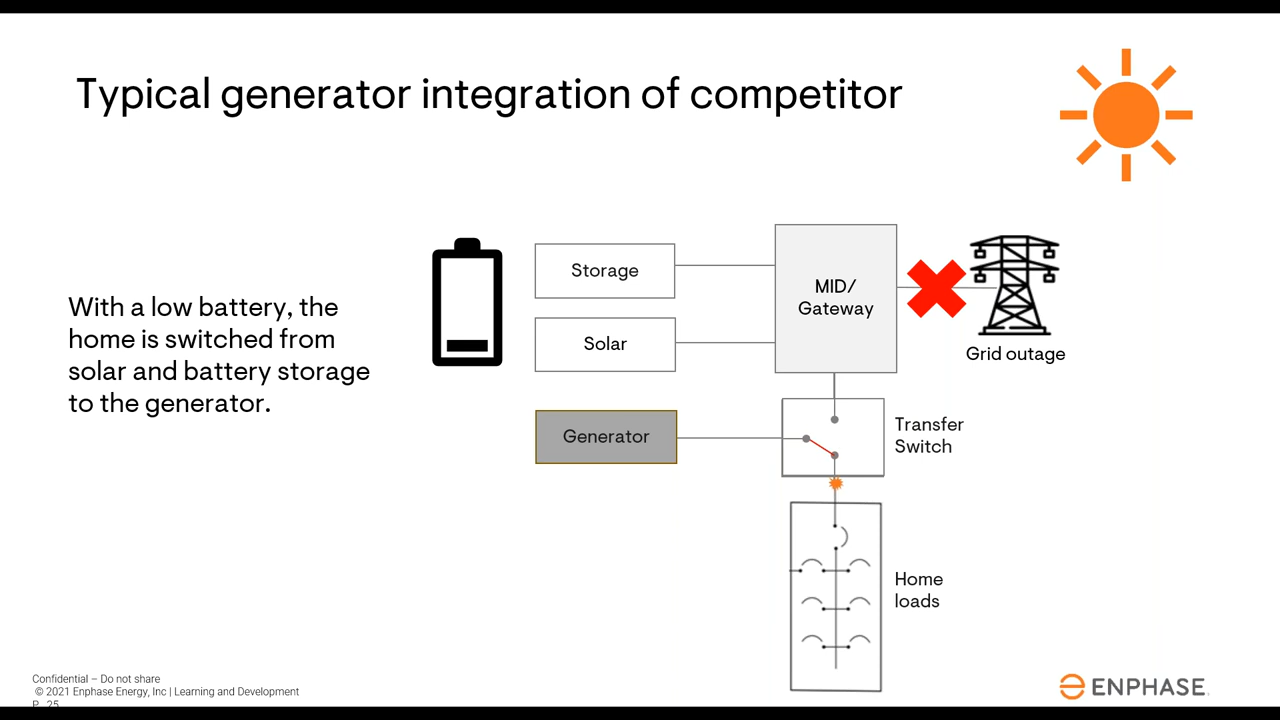 Typical generator integration of competitor
With a low battery, the
home is switched from
solar and battery storage
to the generator.
Storage
Solar
Generator
MID/
Gateway
Grid outage
Transfer
Switch
Home
loads
Confidential – Do not share
© 2021 Enphase Energy, Inc | Learning and Development
P 25
ENPHASE